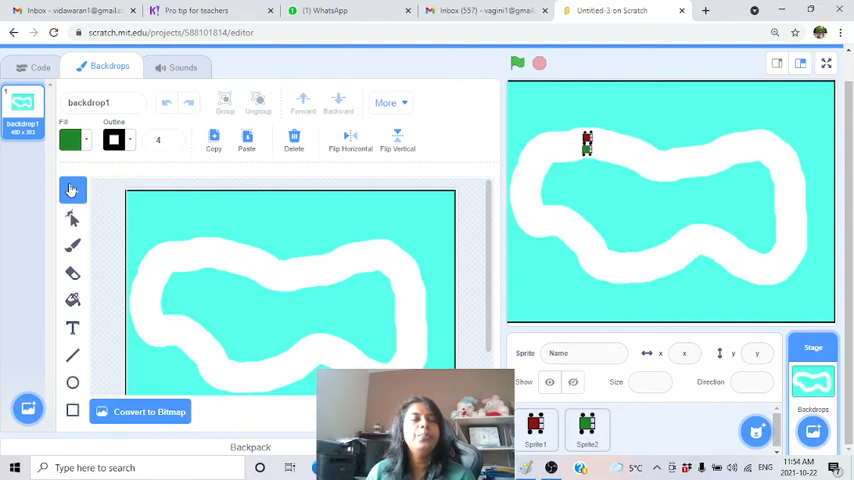 Inbox - vidawaran1@gmail.c
Pro tip for teachers
(1) WhatsApp
Inbox (557) - vagini1@gmail.c
Untitled-3 on Scratch
scratch.mit.edu/projects/588101814/editor
Code
Backdrops
Sounds
1
backdrop1
480 x 353
backdrop1
Group
Ungroup
Forward
Backward
More
Fill
Outline
4
Copy
Paste
Delete
Flip Horizontal
Flip Vertical
Convert to Bitmap
Backpack
Sprite
Name
x
x
y
y
Show
Size
Direction
Stage
Backdrops
Sprite1
Sprite2
Type here to search
5°C
ENG
11:54 AM
2021-10-22